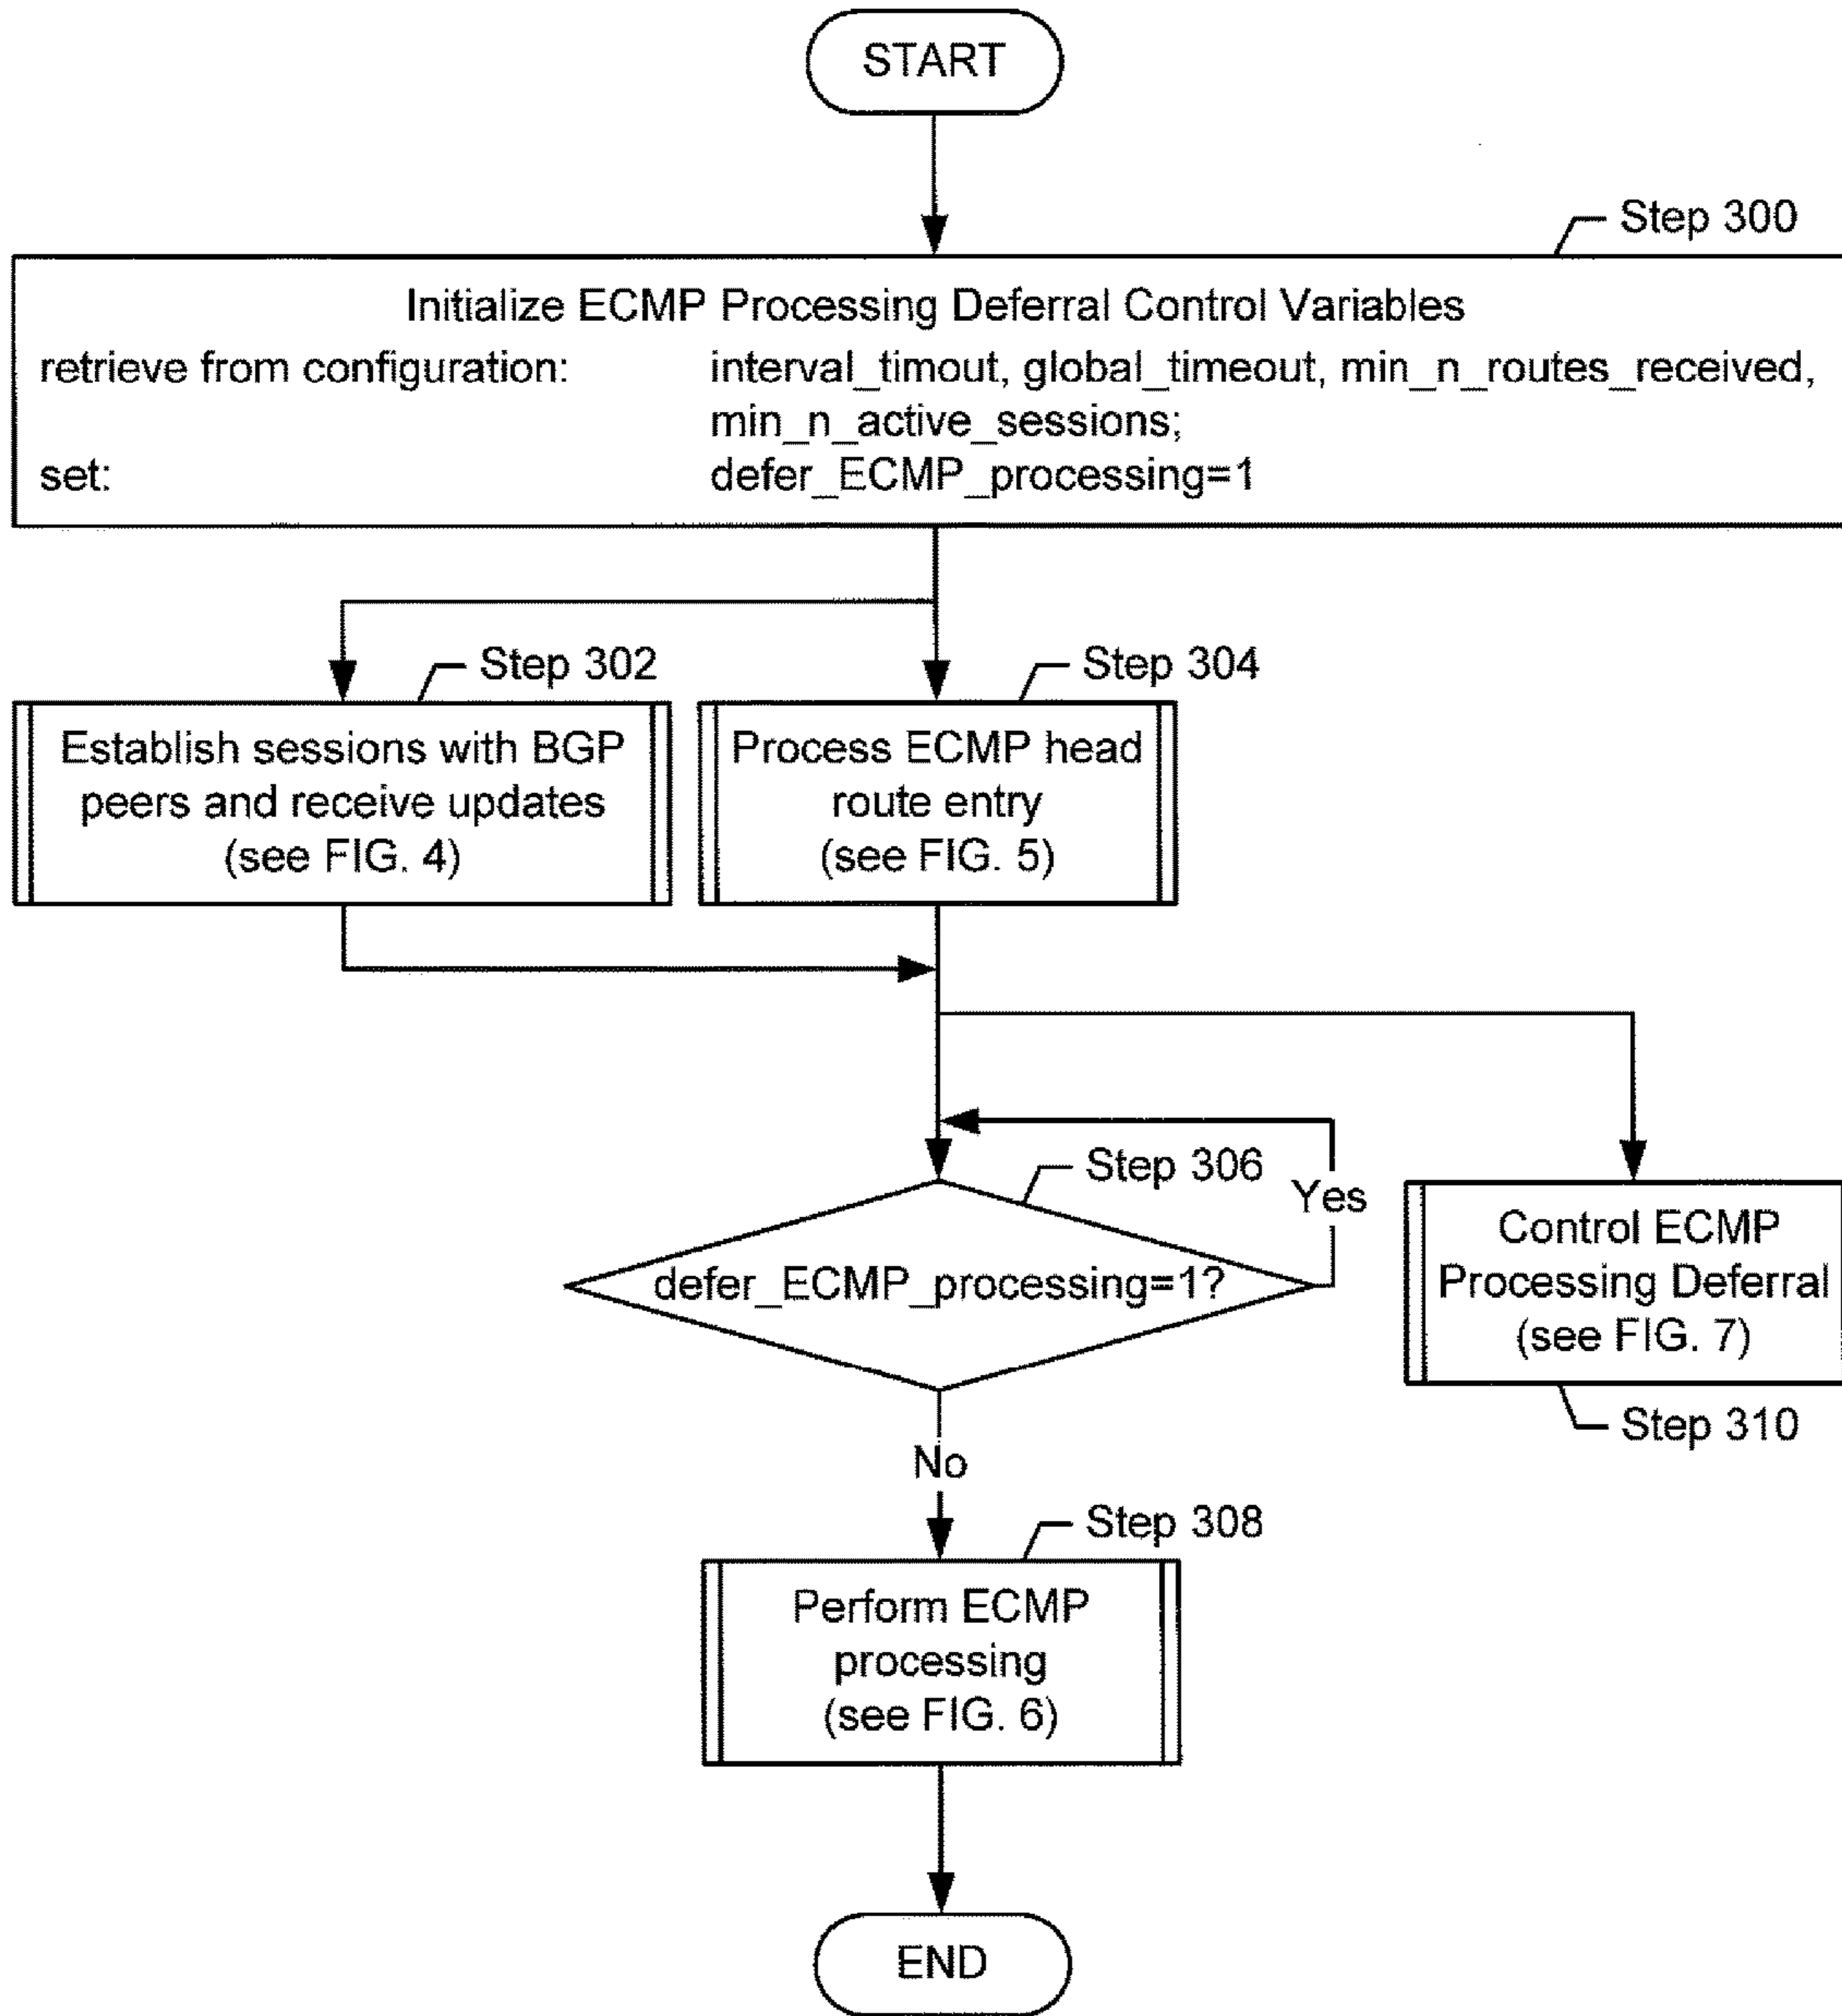 START
Step 300
Initialize ECMP Processing Deferral Control Variables
retrieve from configuration: interval_timout, global_timeout, min_n_routes_received,
min_n_active_sessions;
set: defer_ECMP_processing=1
Step 302
Establish sessions with BGP
peers and receive updates
(see FIG. 4)
Step 304
Process ECMP head
route entry
(see FIG. 5)
Step 306
defer_ECMP_processing=1?
Yes
Control ECMP
Processing Deferral
(see FIG. 7)
Step 310
No
Step 308
Perform ECMP
processing
(see FIG. 6)
END